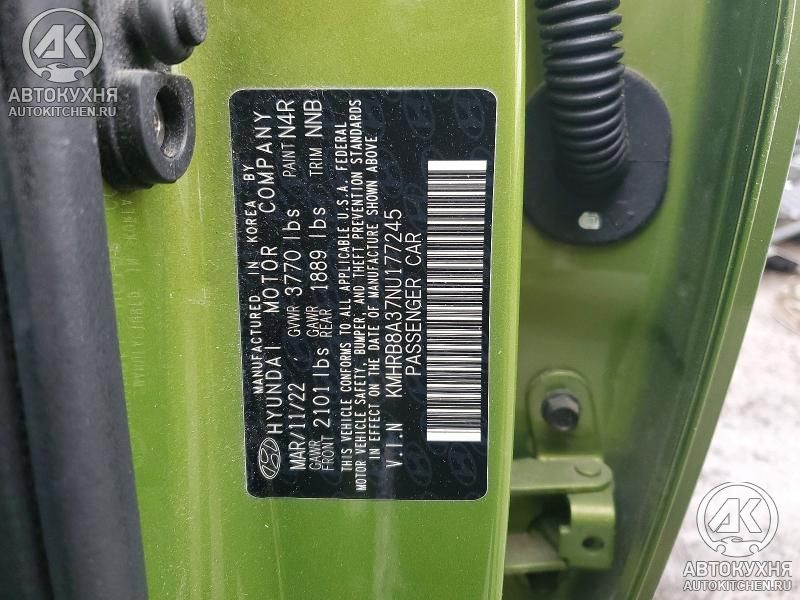 АВТОКУХНЯ
AUTOKITCHEN.RU
MANUFACTURED IN KOREA BY
HYUNDAI MOTOR COMPANY
MAR/11/22 GVWR 3770 lbs PAINT N4R
GAWR FRONT 2101 lbs GAWR REAR 1889 lbs TRIM NNB
THIS VEHICLE CONFORMS TO ALL APPLICABLE U.S.A. FEDERAL
MOTOR VEHICLE SAFETY, BUMPER, AND THEFT PREVENTION STANDARDS
IN EFFECT ON THE DATE OF MANUFACTURE SHOWN ABOVE
V.I.N KMHRB8A37NU177245
PASSENGER CAR
АВТОКУХНЯ
AUTOKITCHEN.RU